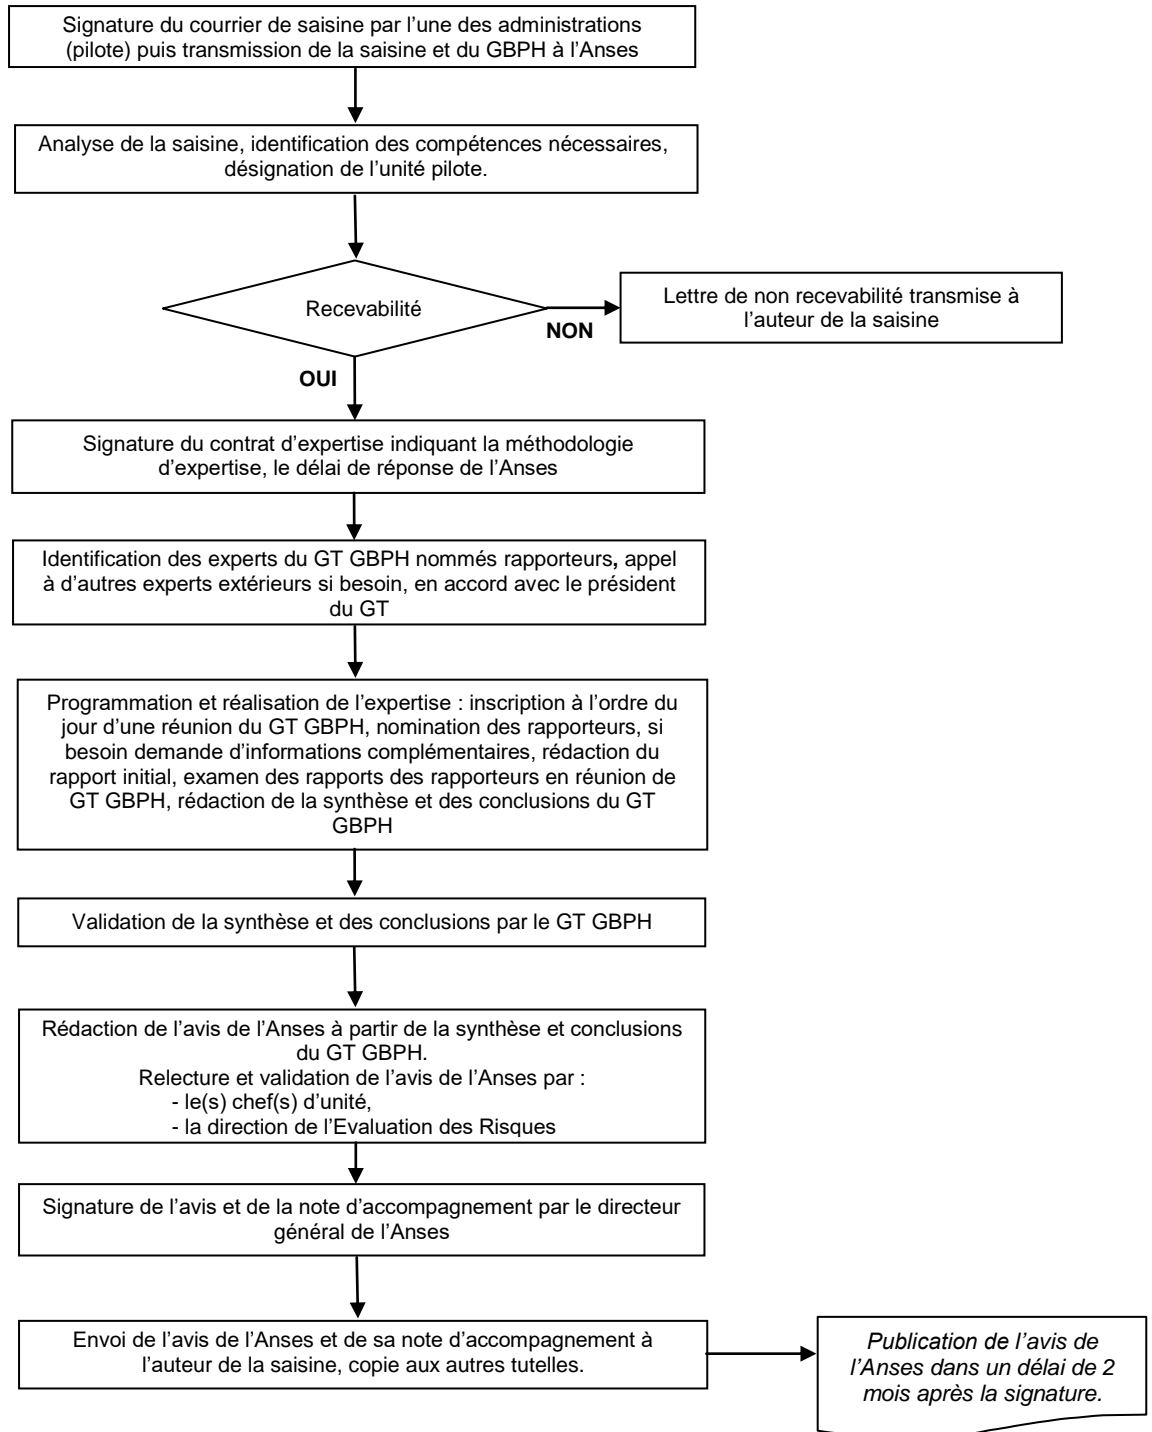 Signature du courrier de saisine par l’une des administrations
(pilote) puis transmission de la saisine et du GBPH à l’Anses
Analyse de la saisine, identification des compétences nécessaires,
désignation de l’unité pilote.
Recevabilité
NON
Lettre de non recevabilité transmise à
l’auteur de la saisine
OUI
Signature du contrat d’expertise indiquant la méthodologie
d’expertise, le délai de réponse de l’Anses
Identification des experts du GT GBPH nommés rapporteurs, appel
à d’autres experts extérieurs si besoin, en accord avec le président
du GT
Programmation et réalisation de l’expertise : inscription à l’ordre du
jour d’une réunion du GT GBPH, nomination des rapporteurs, si
besoin demande d’informations complémentaires, rédaction du
rapport initial, examen des rapports des rapporteurs en réunion de
GT GBPH, rédaction de la synthèse et des conclusions du GT
GBPH
Validation de la synthèse et des conclusions par le GT GBPH
Rédaction de l’avis de l’Anses à partir de la synthèse et conclusions
du GT GBPH.
Relecture et validation de l’avis de l’Anses par :
- le(s) chef(s) d’unité,
- la direction de l’Evaluation des Risques
Signature de l’avis et de la note d’accompagnement par le directeur
général de l’Anses
Envoi de l’avis de l’Anses et de sa note d’accompagnement à
l’auteur de la saisine, copie aux autres tutelles.
Publication de l’avis de
l’Anses dans un délai de 2
mois après la signature.